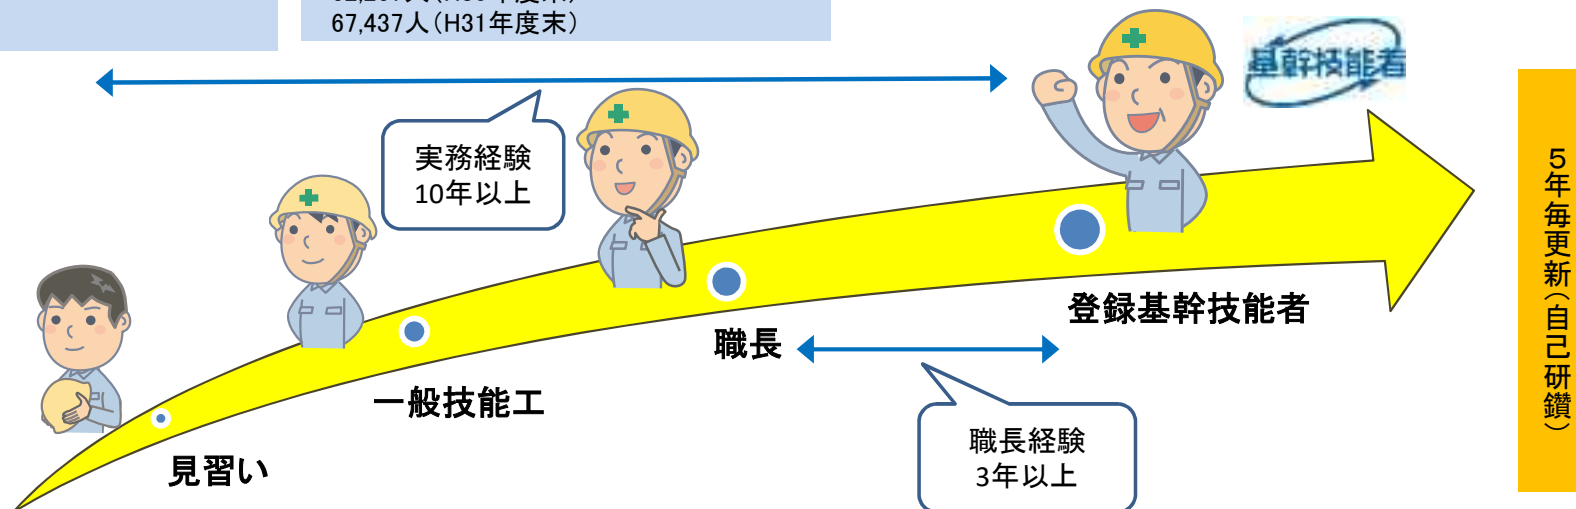 67,437人(H31年度末)
基幹技能者
実務経験
10年以上
登録基幹技能者
職長
一般技能工
見習い
職長経験
3年以上
5年毎更新(自己研鑽)